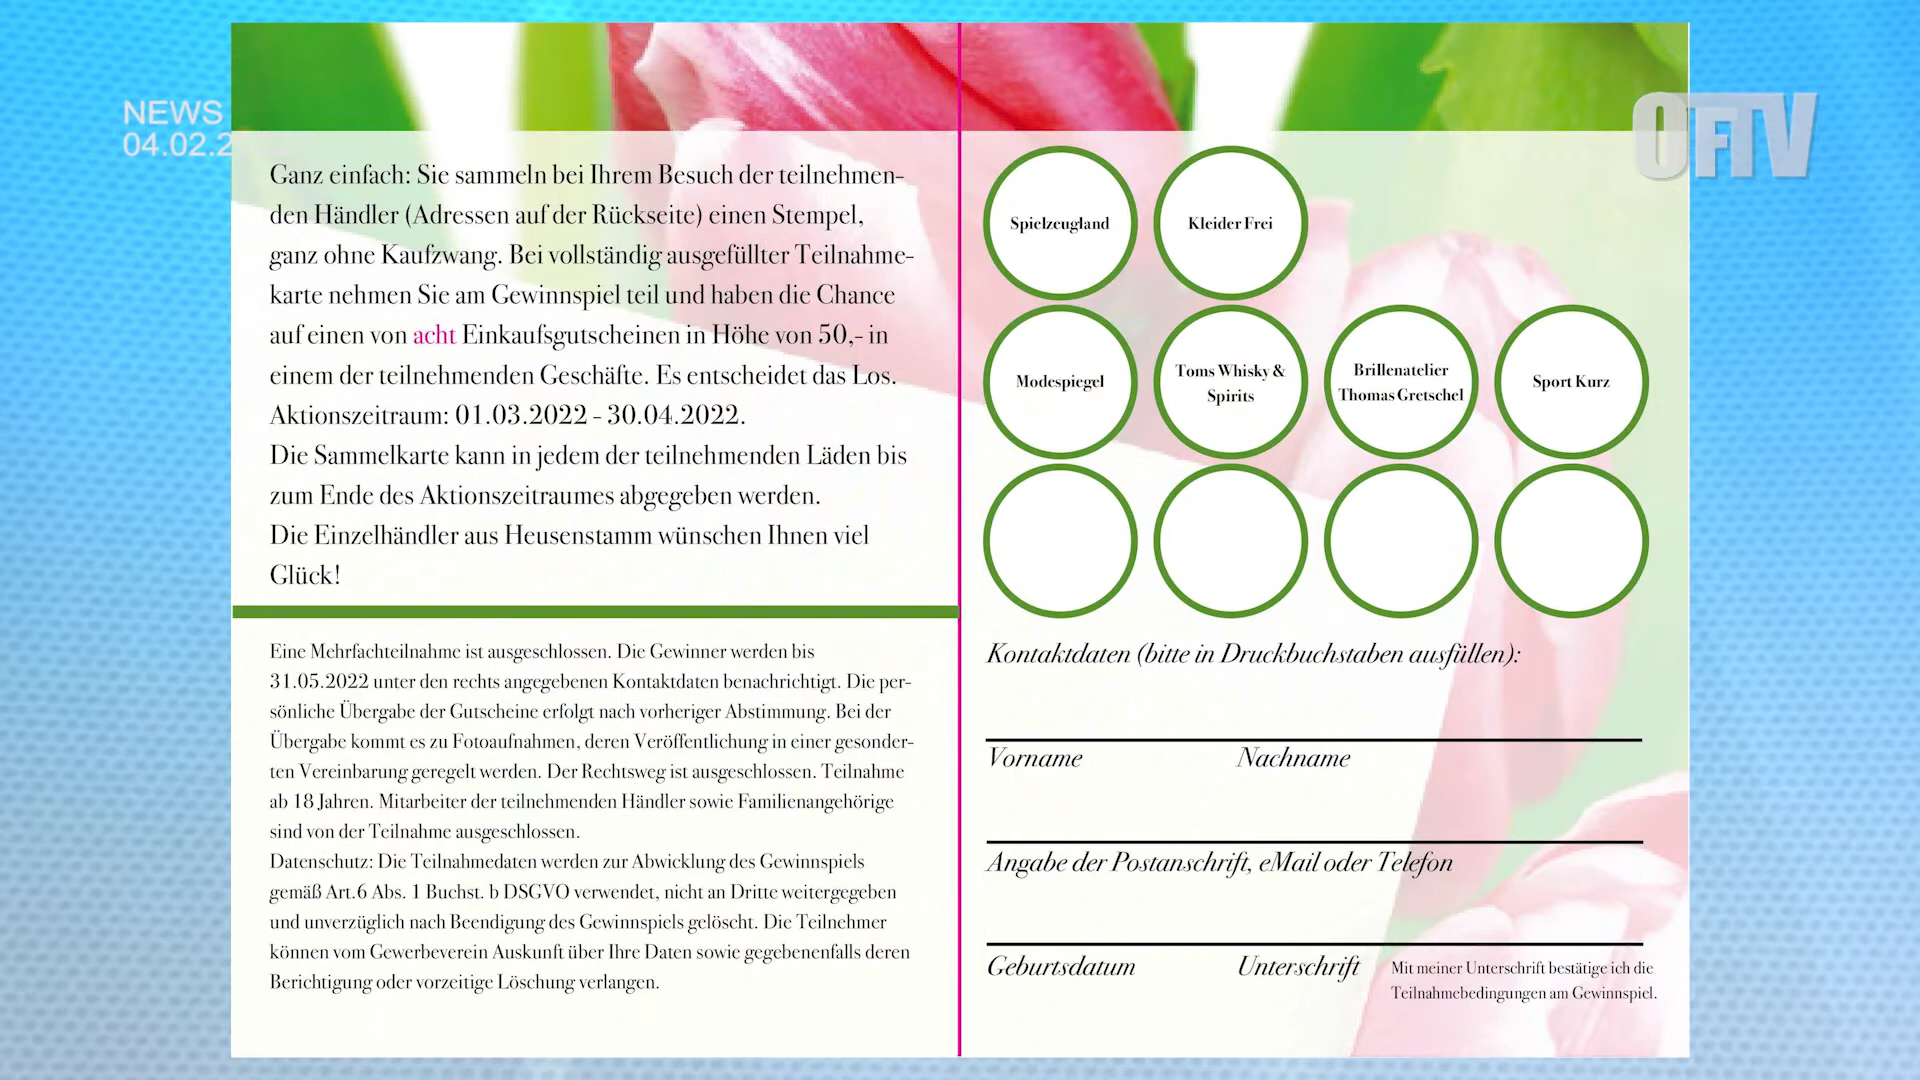 NEWS
04.02.2
OFTV
Ganz einfach: Sie sammeln bei Ihrem Besuch der teilnehmen-
den Händler (Adressen auf der Rückseite) einen Stempel,
ganz ohne Kaufzwang. Bei vollständig ausgefüllter Teilnahme-
karte nehmen Sie am Gewinnspiel teil und haben die Chance
auf einen von acht Einkaufsgutscheinen in Höhe von 50,- in
einem der teilnehmenden Geschäfte. Es entscheidet das Los.
Aktionszeitraum: 01.03.2022 - 30.04.2022.
Die Sammelkarte kann in jedem der teilnehmenden Läden bis
zum Ende des Aktionszeitraumes abgegeben werden.
Die Einzelhändler aus Heusenstamm wünschen Ihnen viel
Glück!
Eine Mehrfachteilnahme ist ausgeschlossen. Die Gewinner werden bis
31.05.2022 unter den rechts angegebenen Kontaktdaten benachrichtigt. Die per-
sönliche Übergabe der Gutscheine erfolgt nach vorheriger Abstimmung. Bei der
Übergabe kommt es zu Fotoaufnahmen, deren Veröffentlichung in einer gesonder-
ten Vereinbarung geregelt werden. Der Rechtsweg ist ausgeschlossen. Teilnahme
ab 18 Jahren. Mitarbeiter der teilnehmenden Händler sowie Familienangehörige
sind von der Teilnahme ausgeschlossen.
Datenschutz: Die Teilnahmedaten werden zur Abwicklung des Gewinnspiels
gemäß Art.6 Abs. 1 Buchst. b DSGVO verwendet, nicht an Dritte weitergegeben
und unverzüglich nach Beendigung des Gewinnspiels gelöscht. Die Teilnehmer
können vom Gewerbeverein Auskunft über Ihre Daten sowie gegebenenfalls deren
Berichtigung oder vorzeitige Löschung verlangen.
Spielzeugland
Kleider Frei
Modespiegel
Toms Whisky &
Spirits
Brillenatelier
Thomas Gretschel
Sport Kurz
Kontaktdaten (bitte in Druckbuchstaben ausfüllen):
Vorname Nachname
Angabe der Postanschrift, eMail oder Telefon
Geburtsdatum Unterschrift
Mit meiner Unterschrift bestätige ich die
Teilnahmebedingungen am Gewinnspiel.